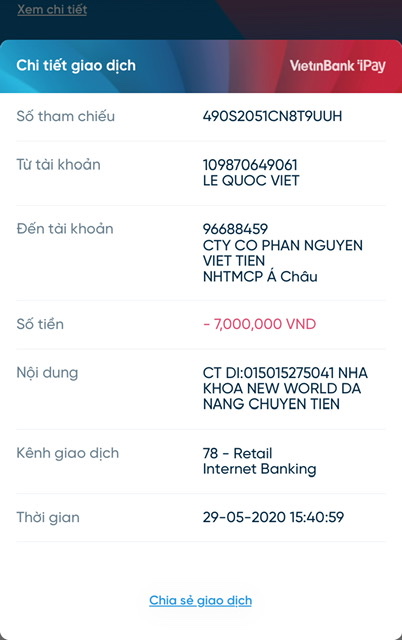 Xem chi tiết
Chi tiết giao dịch
VietinBank iPay
Số tham chiếu
490S2051CN8T9UUH
Từ tài khoản
109870649061
LE QUOC VIET
Đến tài khoản
96688459
CTY CO PHAN NGUYEN
VIET TIEN
NHTMCP Á Châu
Số tiền
- 7,000,000 VND
Nội dung
CT DI:015015275041 NHA
KHOA NEW WORLD DA
NANG CHUYEN TIEN
Kênh giao dịch
78 - Retail
Internet Banking
Thời gian
29-05-2020 15:40:59
Chia sẻ giao dịch